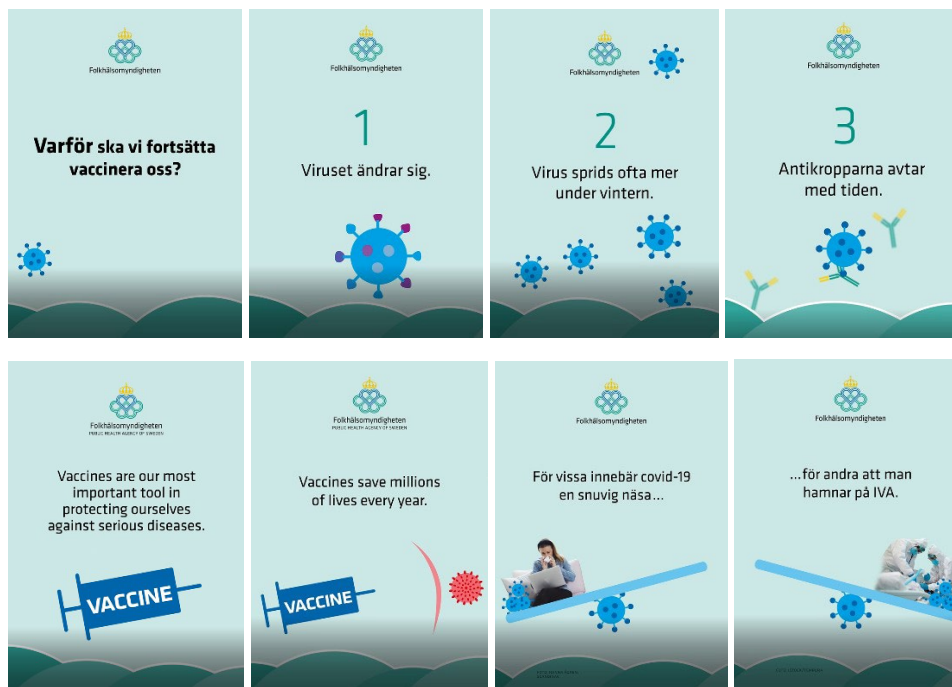 Folkhälsomyndigheten
Varför ska vi fortsätta
vaccinera oss?
Folkhälsomyndigheten
1
Viruset ändrar sig.
Folkhälsomyndigheten
2
Virus sprids ofta mer
under vintern.
Folkhälsomyndigheten
3
Antikropparna avtar
med tiden.
Folkhälsomyndigheten
PUBLIC HEALTH AGENCY OF SWEDEN
Vaccines are our most
important tool in
protecting ourselves
against serious diseases.
VACCINE
Folkhälsomyndigheten
PUBLIC HEALTH AGENCY OF SWEDEN
Vaccines save millions
of lives every year.
VACCINE
Folkhälsomyndigheten
För vissa innebär covid-19
en snuvig näsa...
Folkhälsomyndigheten
...för andra att man
hamnar på IVA.